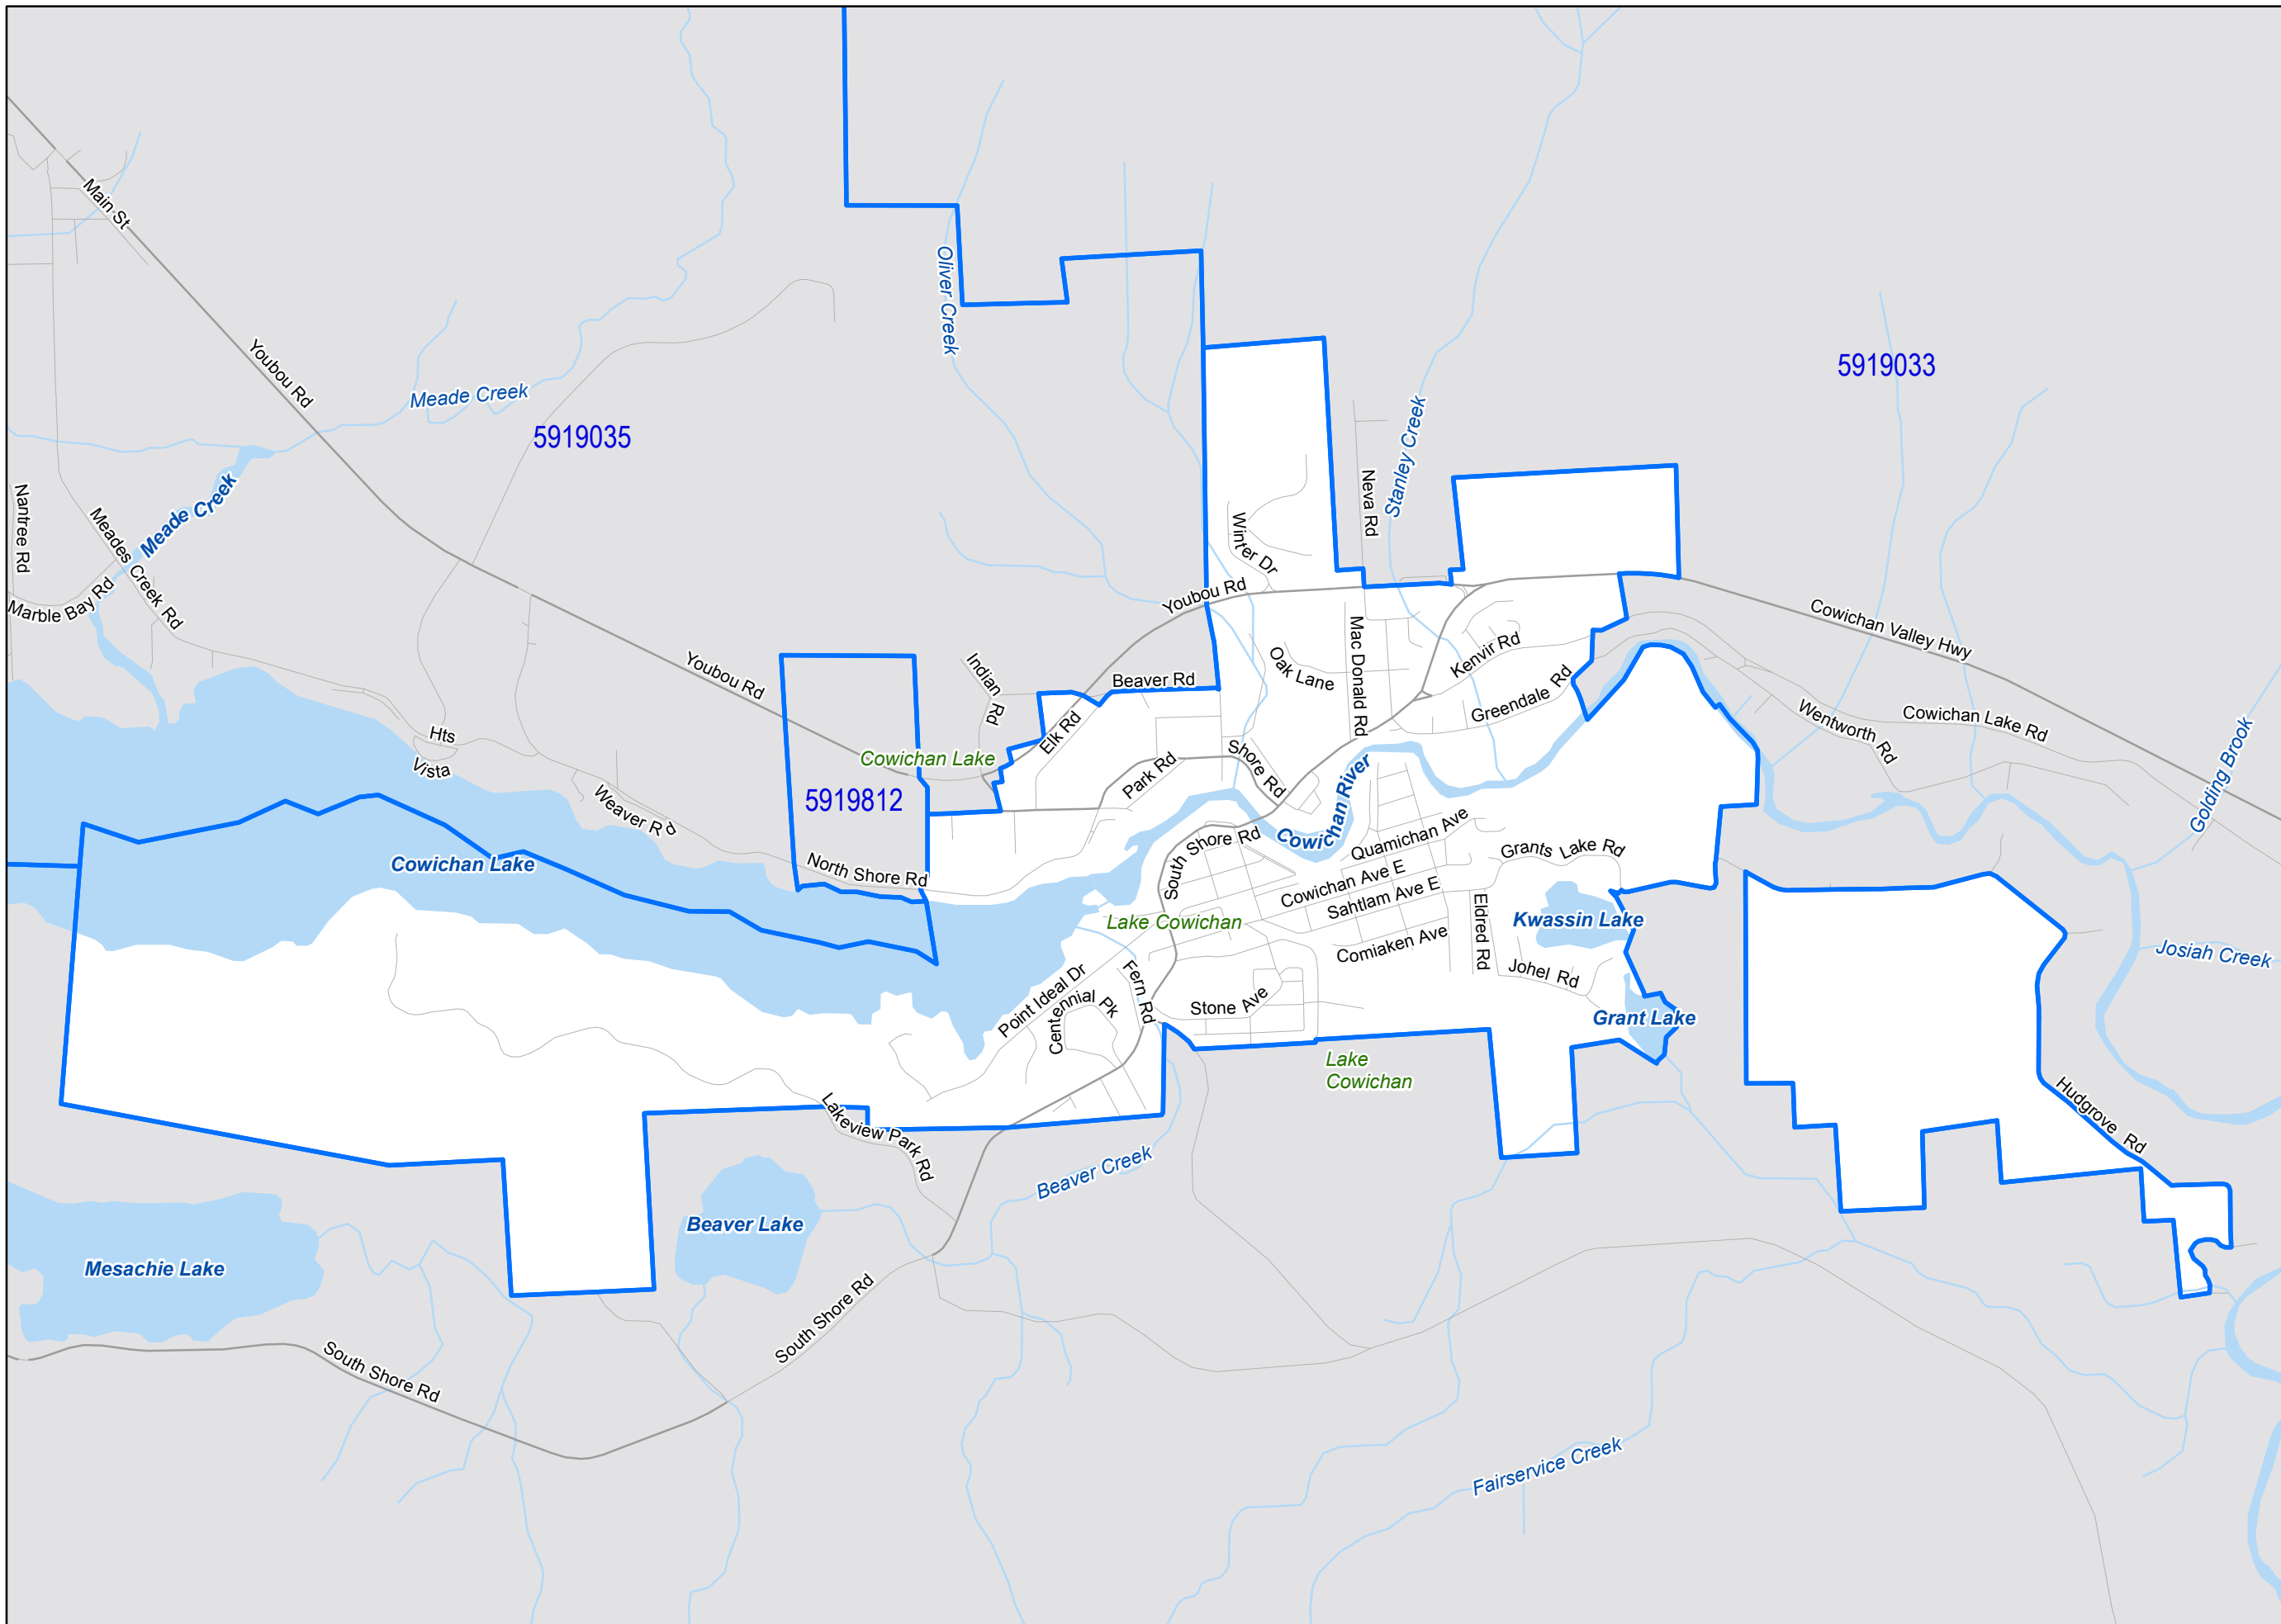 Main St
Youbou Rd
Meade Creek
5919035
Meade Creek
Nantree Rd
Meades Creek Rd
Marble Bay Rd
Oliver Creek
5919033
Stanley Creek
Neva Rd
Winter Dr
Youbou Rd
Cowichan Valley Hwy
Mac Donald Rd
Oak Lane
Kenvir Rd
Greendale Rd
Indian Rd
Beaver Rd
Youbou Rd
Elk Rd
Wentworth Rd
Cowichan Lake Rd
Golding Brook
Hts
Vista
Cowichan Lake
Park Rd
Shore Rd
5919812
Weaver Rd
Cowichan River
Quamichan Ave
Grants Lake Rd
South Shore Rd
Cowichan Lake
North Shore Rd
Cowichan Ave E
Sahtlam Ave E
Lake Cowichan
Eldred Rd
Kwassin Lake
Comiaken Ave
Josiah Creek
Johel Rd
Point Ideal Dr
Fern Rd
Centennial Pk
Stone Ave
Grant Lake
Lake
Cowichan
Lakeview Park Rd
Hudgrove Rd
Beaver Creek
Beaver Lake
Mesachie Lake
South Shore Rd
South Shore Rd
Fairservice Creek